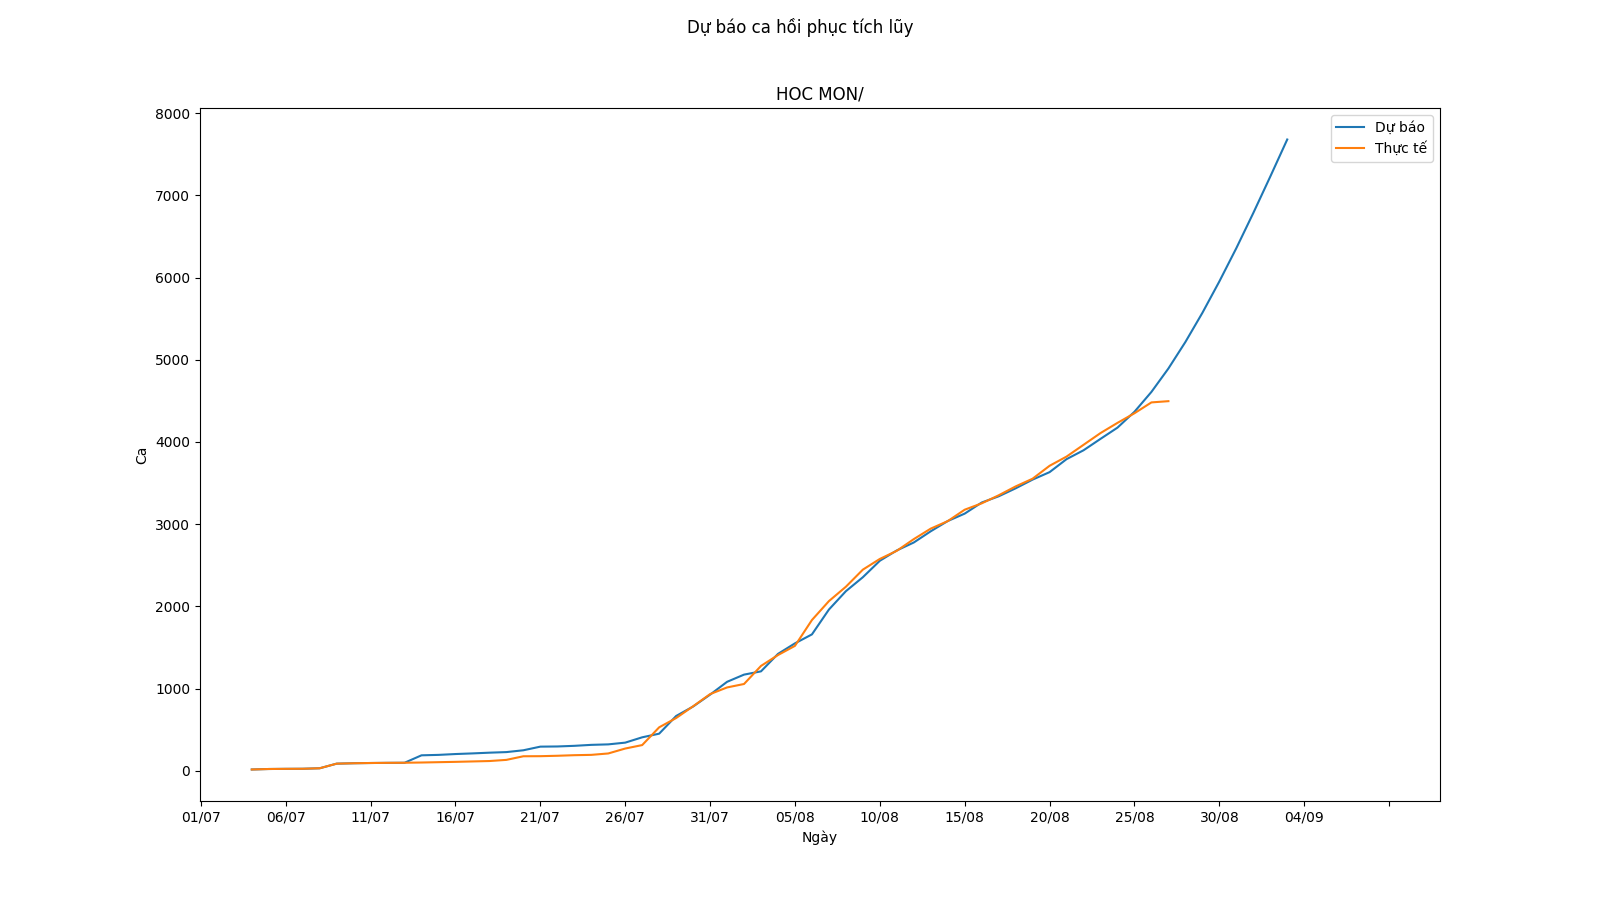 Dự báo ca hồi phục tích lũy
HOC MON/
8000
7000
6000
5000
4000
3000
2000
1000
0
Ca
Dự báo
Thực tế
01/07 06/07 11/07 16/07 21/07 26/07 31/07 05/08 10/08 15/08 20/08 25/08 30/08 04/09
Ngày